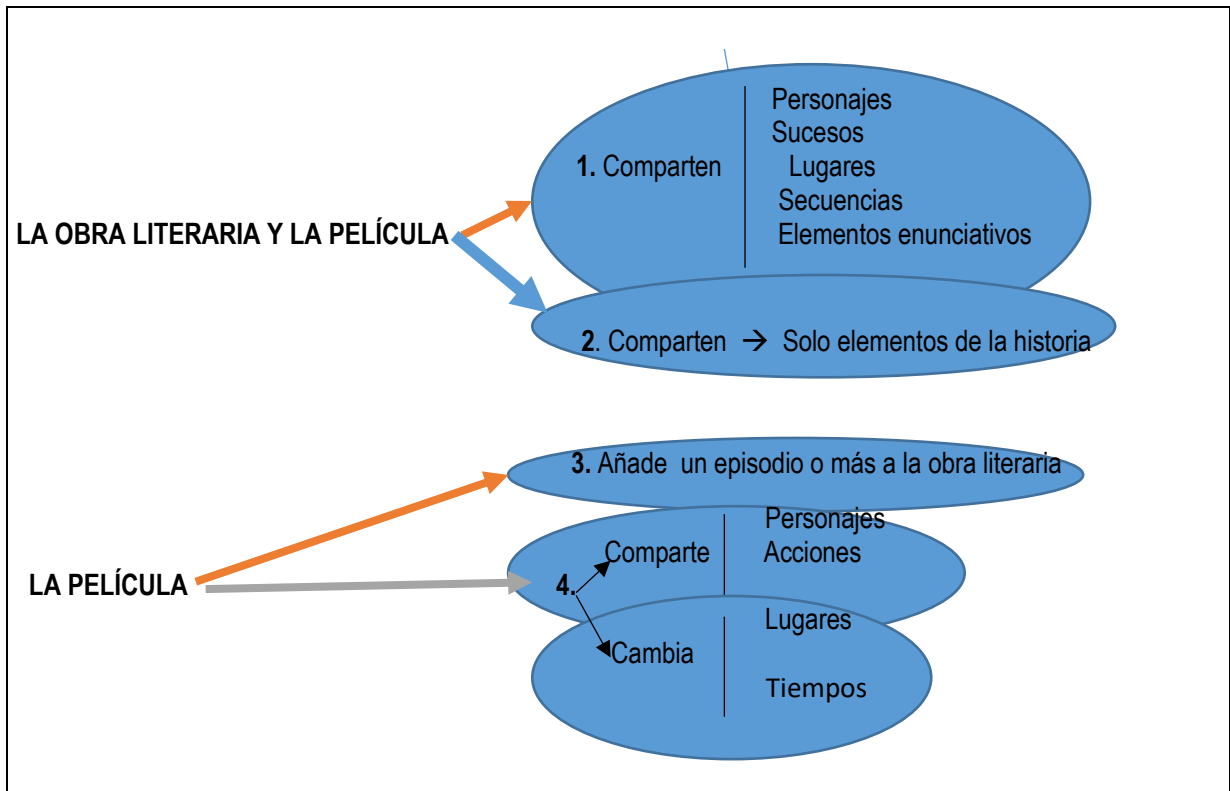 Personajes
Sucesos
1. Comparten Lugares
Secuencias
LA OBRA LITERARIA Y LA PELÍCULA Elementos enunciativos
2. Comparten → Solo elementos de la historia
3. Añade un episodio o más a la obra literaria
Personajes
Comparte Acciones
LA PELÍCULA 4.
Lugares
Cambia
Tiempos